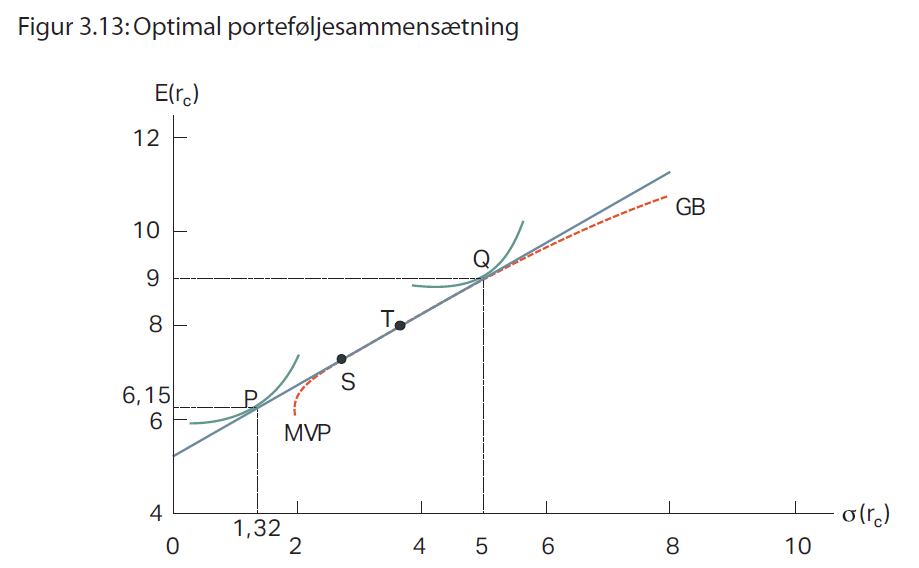 Figur 3.13: Optimal porteføljesammensætning
E(rc)
12
GB
10
Q
9
T
8
S
6,15
P
6
MVP
4
σ(rc)
1,32
0
2
4
5
6
8
10